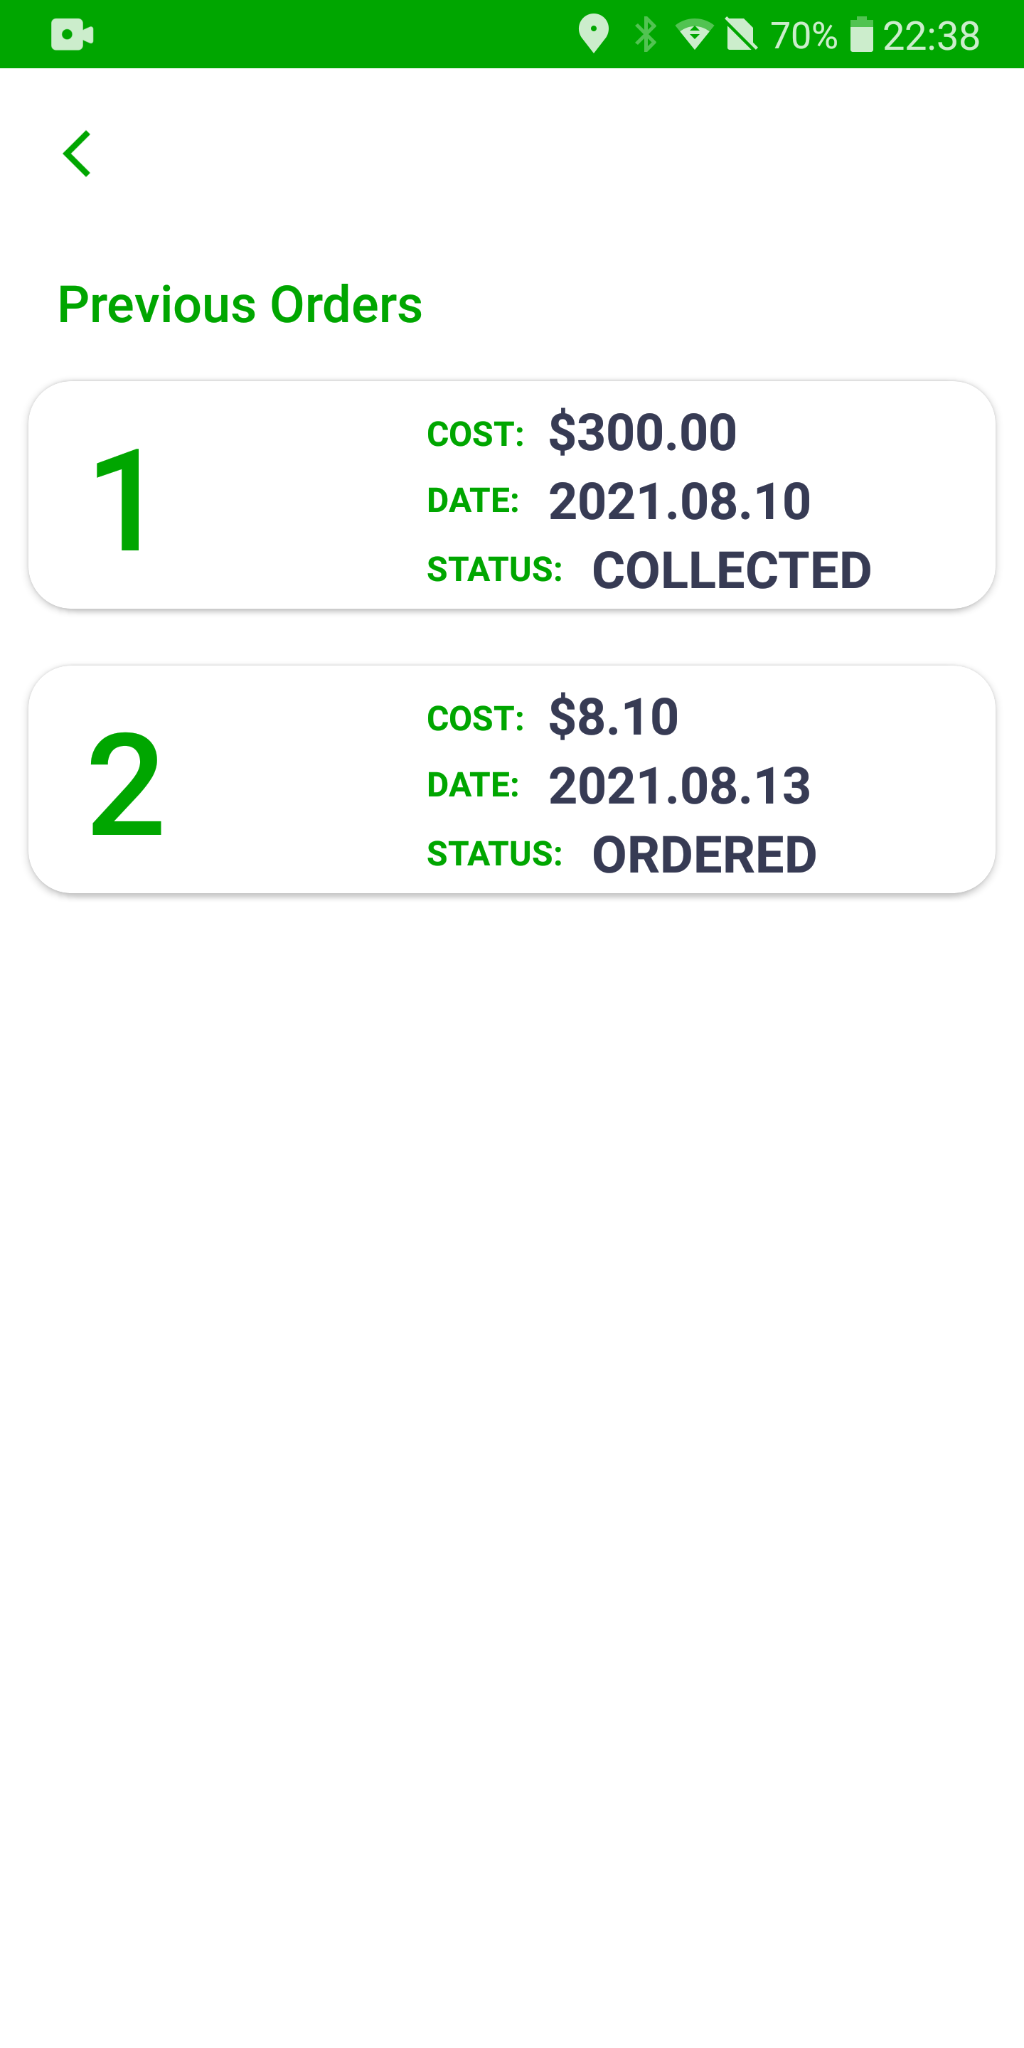 70% 22:38
Previous Orders
1
COST: $300.00
DATE: 2021.08.10
STATUS: COLLECTED
2
COST: $8.10
DATE: 2021.08.13
STATUS: ORDERED